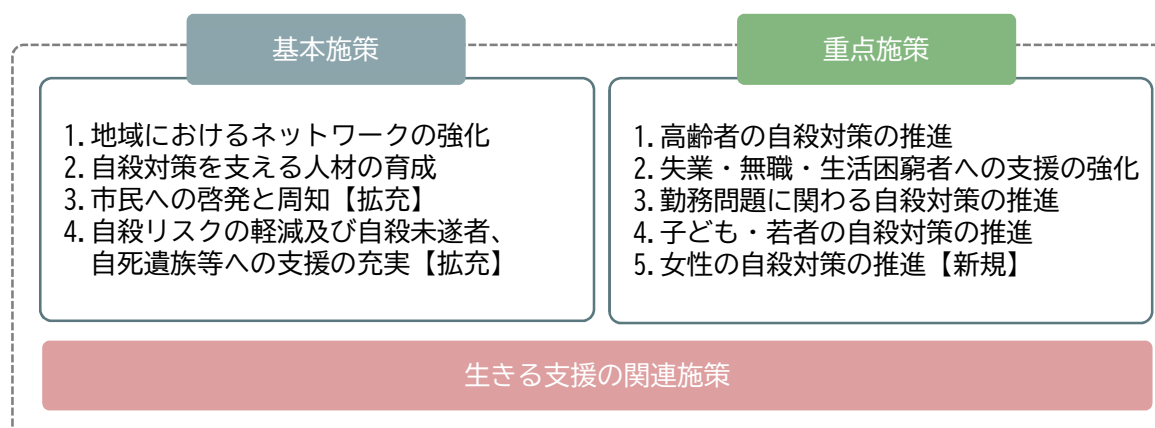 基本施策
1. 地域におけるネットワークの強化
2. 自殺対策を支える人材の育成
3. 市民への啓発と周知【拡充】
4. 自殺リスクの軽減及び自殺未遂者、
自死遺族等への支援の充実【拡充】
重点施策
1. 高齢者の自殺対策の推進
2. 失業・無職・生活困窮者への支援の強化
3. 勤務問題に関わる自殺対策の推進
4. 子ども・若者の自殺対策の推進
5. 女性の自殺対策の推進【新規】
生きる支援の関連施策